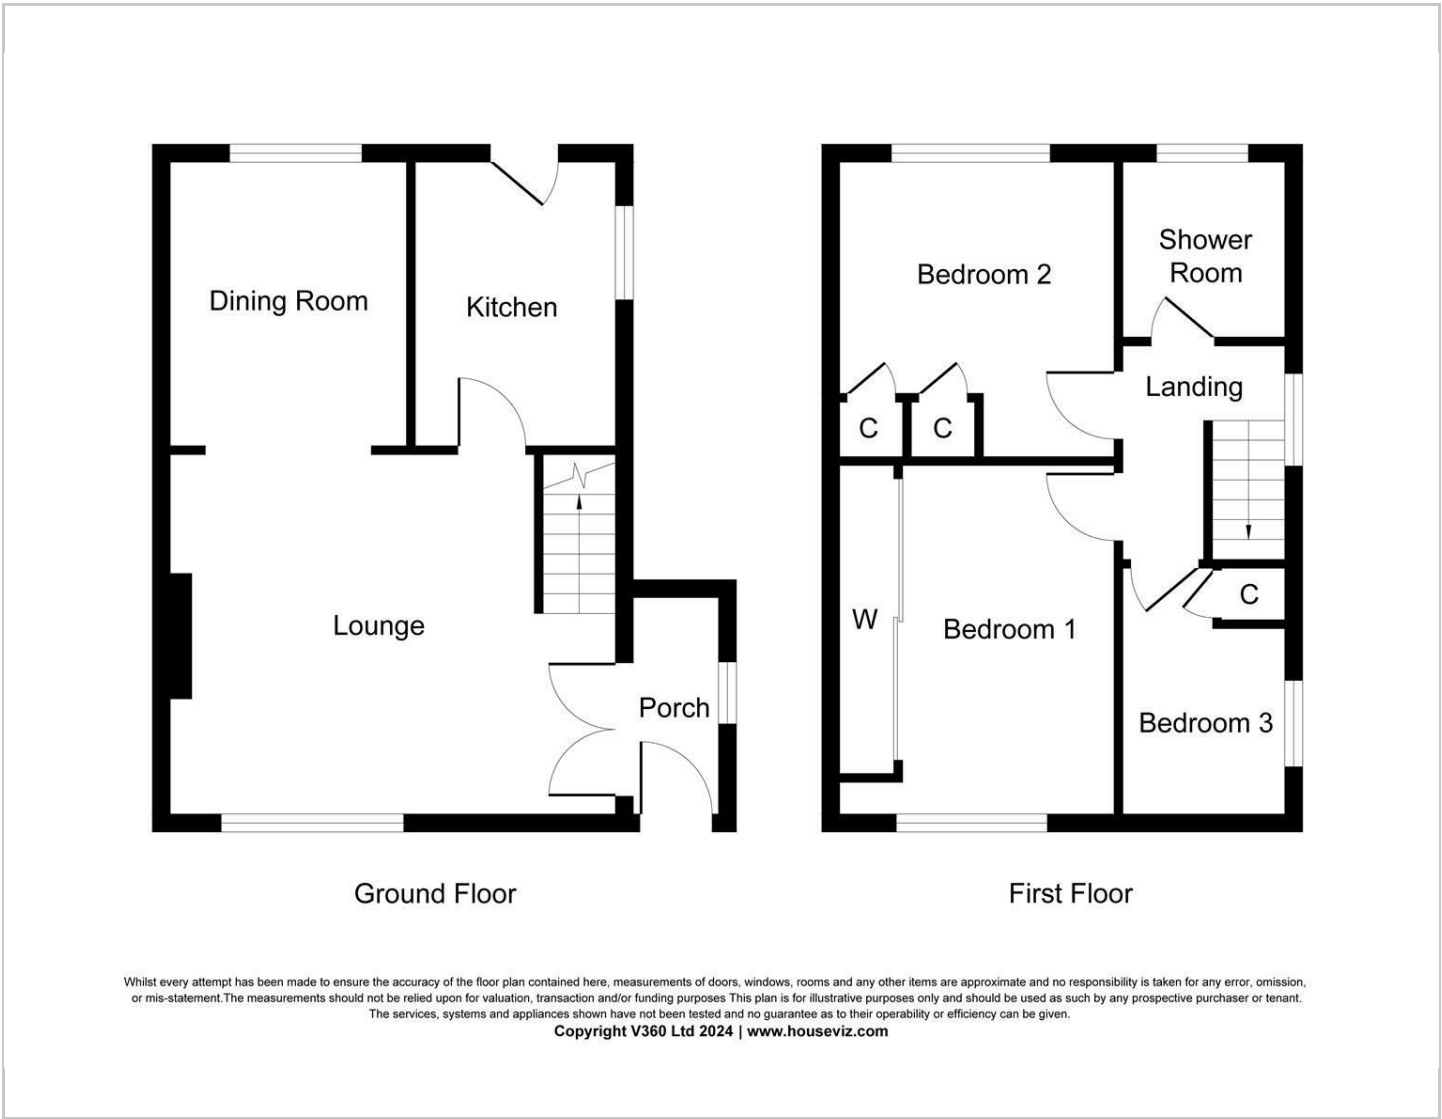 Dining Room
Kitchen
Lounge
Porch
Ground Floor
Bedroom 2
Shower
Room
Landing
C
C
W
Bedroom 1
C
Bedroom 3
First Floor
Whilst every attempt has been made to ensure the accuracy of the floor plan contained here, measurements of doors, windows, rooms and any other items are approximate and no responsibility is taken for any error, omission,
or mis-statement.The measurements should not be relied upon for valuation, transaction and/or funding purposes This plan is for illustrative purposes only and should be used as such by any prospective purchaser or tenant.
The services, systems and appliances shown have not been tested and no guarantee as to their operability or efficiency can be given.
Copyright V360 Ltd 2024 | www.houseviz.com